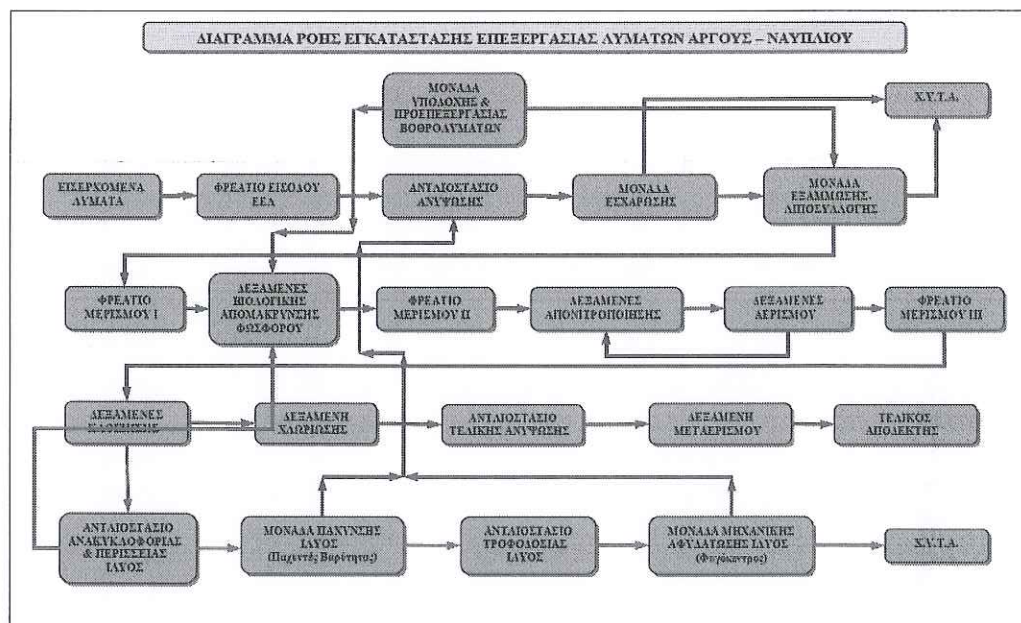 ΔΙΑΓΡΑΜΜΑ ΡΟΗΣ ΕΓΚΑΤΑΣΤΑΣΗΣ ΕΠΕΞΕΡΓΑΣΙΑΣ ΛΥΜΑΤΩΝ ΑΡΓΟΥΣ – ΝΑΥΠΛΙΟΥ
ΜΟΝΑΔΑ
ΥΠΟΔΟΧΗΣ &
ΠΡΟΕΠΕΞΕΡΓΑΣΙΑΣ
ΒΟΘΡΟΛΥΜΑΤΩΝ
Χ.Υ.Τ.Α.
ΕΙΣΕΡΧΟΜΕΝΑ
ΛΥΜΑΤΑ
ΦΡΕΑΤΙΟ ΕΙΣΟΔΟΥ
ΕΕΛ
ΑΝΤΛΙΟΣΤΑΣΙΟ
ΑΝΥΨΩΣΗΣ
ΜΟΝΑΔΑ
ΕΣΧΑΡΩΣΗΣ
ΜΟΝΑΔΑ
ΕΞΑΜΜΩΣΗΣ-
ΛΙΠΟΣΥΛΛΟΓΗΣ
ΦΡΕΑΤΙΟ
ΜΕΡΙΣΜΟΥ Ι
ΔΕΞΑΜΕΝΕΣ
ΒΙΟΛΟΓΙΚΗΣ
ΑΠΟΜΑΚΡΥΝΣΗΣ
ΦΩΣΦΟΡΟΥ
ΦΡΕΑΤΙΟ
ΜΕΡΙΣΜΟΥ ΙΙ
ΔΕΞΑΜΕΝΕΣ
ΑΠΟΝΙΤΡΟΠΟΙΗΣΗΣ
ΔΕΞΑΜΕΝΕΣ
ΑΕΡΙΣΜΟΥ
ΦΡΕΑΤΙΟ
ΜΕΡΙΣΜΟΥ ΙΙΙ
ΔΕΞΑΜΕΝΕΣ
ΚΑΘΙΖΗΣΗΣ
ΔΕΞΑΜΕΝΗ
ΧΛΩΡΙΩΣΗΣ
ΑΝΤΛΙΟΣΤΑΣΙΟ
ΤΕΛΙΚΗΣ ΑΝΥΨΩΣΗΣ
ΔΕΞΑΜΕΝΗ
ΜΕΤΑΕΡΙΣΜΟΥ
ΤΕΛΙΚΟΣ
ΑΠΟΔΕΚΤΗΣ
ΑΝΤΛΙΟΣΤΑΣΙΟ
ΑΝΑΚΥΚΛΟΦΟΡΙΑΣ
& ΠΕΡΙΣΣΕΙΑΣ
ΙΛΥΟΣ
ΜΟΝΑΔΑ ΠΑΧΥΝΣΗΣ
ΙΛΥΟΣ
(Παχυντές Βαρύτητας)
ΑΝΤΛΙΟΣΤΑΣΙΟ
ΤΡΟΦΟΔΟΣΙΑΣ
ΙΛΥΟΣ
ΜΟΝΑΔΑ ΜΗΧΑΝΙΚΗΣ
ΑΦΥΔΑΤΩΣΗΣ ΙΛΥΟΣ
(Φυγόκεντρος)
Χ.Υ.Τ.Α.